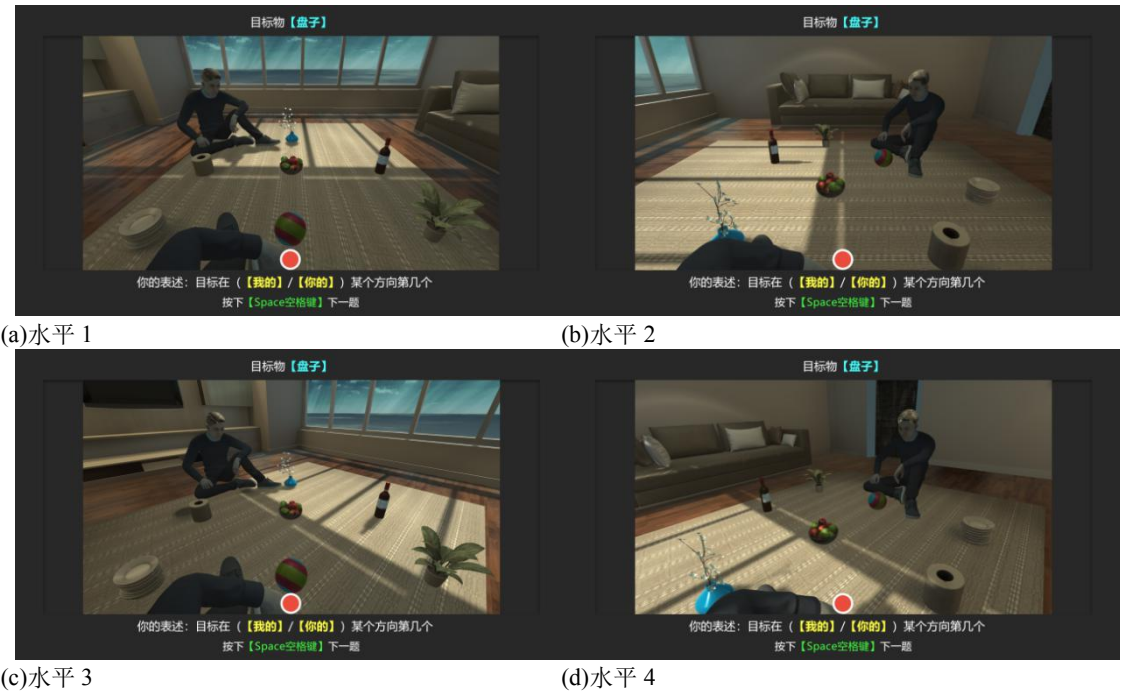 目标物【盘子】
你的表述：目标在（【我的】/【你的】）某个方向第几个
按下【Space空格键】下一题
(a)水平 1
目标物【盘子】
你的表述：目标在（【我的】/【你的】）某个方向第几个
按下【Space空格键】下一题
(b)水平 2
目标物【盘子】
你的表述：目标在（【我的】/【你的】）某个方向第几个
按下【Space空格键】下一题
(c)水平 3
目标物【盘子】
你的表述：目标在（【我的】/【你的】）某个方向第几个
按下【Space空格键】下一题
(d)水平 4